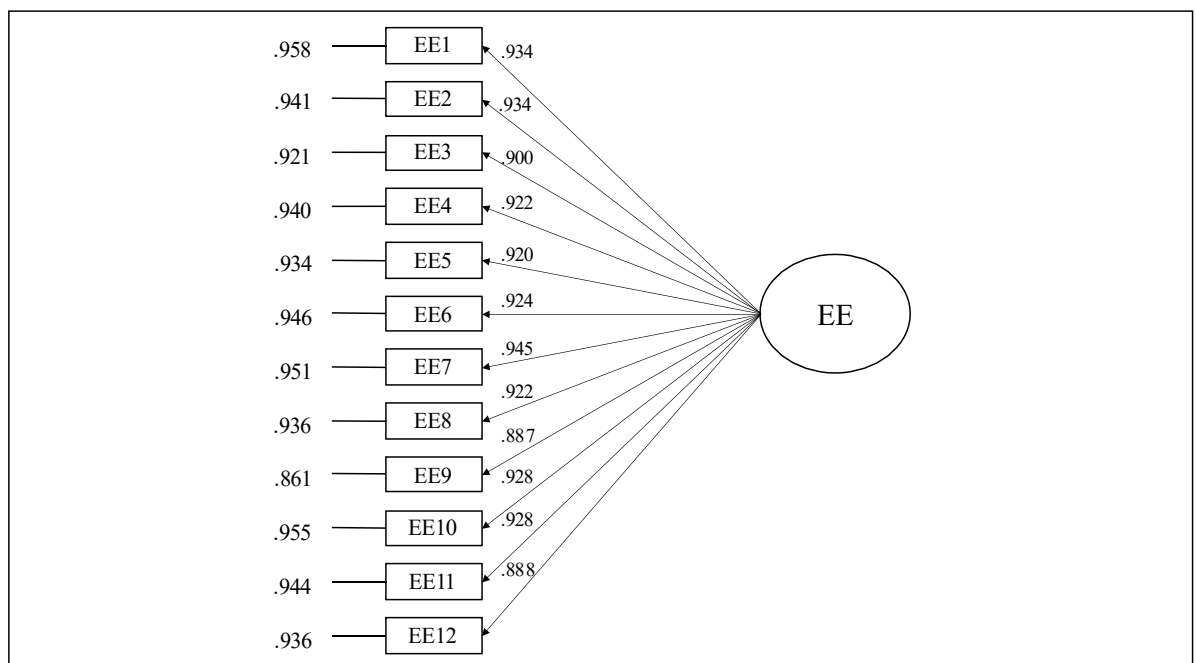 .958 EE1 .934
.941 EE2 .934
.921 EE3 .900
.940 EE4 .922
.934 EE5 .920
.946 EE6 .924
EE
.951 EE7 .945
.936 EE8 .922
.861 EE9 .887
.955 EE10 .928
.944 EE11 .928
.936 EE12 .888